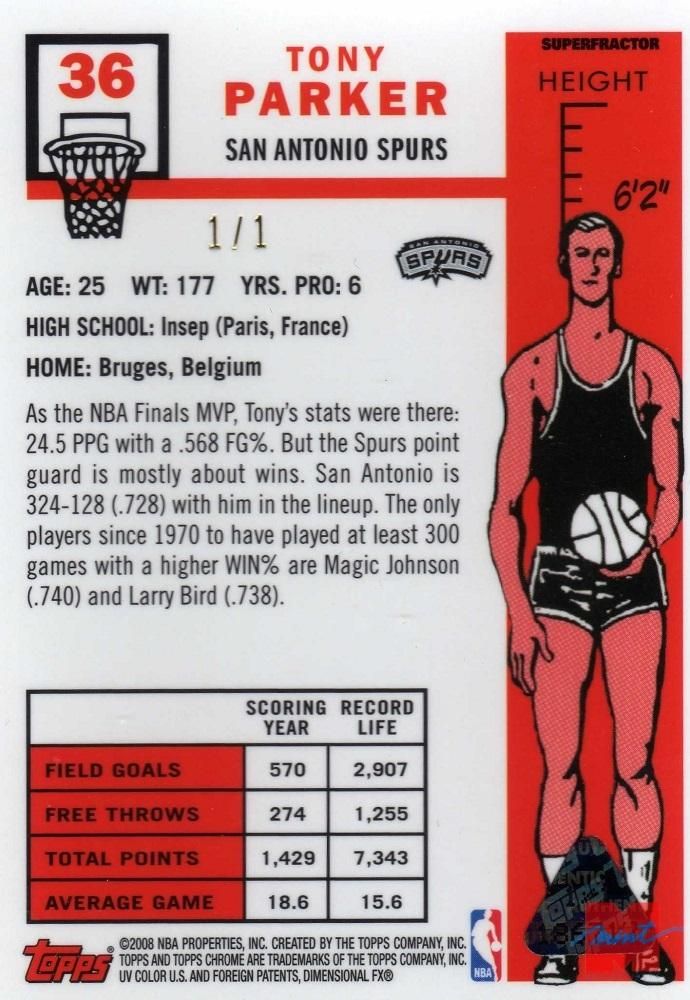 36
TONY
PARKER
SAN ANTONIO SPURS
SUPERFRACTOR
HEIGHT
6'2"
1/1
SAN ANTONIO
SPURS
AGE: 25 WT: 177 YRS. PRO: 6
HIGH SCHOOL: Insep (Paris, France)
HOME: Bruges, Belgium
As the NBA Finals MVP, Tony's stats were there:
24.5 PPG with a .568 FG%. But the Spurs point
guard is mostly about wins. San Antonio is
324-128 (.728) with him in the lineup. The only
players since 1970 to have played at least 300
games with a higher WIN% are Magic Johnson
(.740) and Larry Bird (.738).
SCORING RECORD
YEAR LIFE
FIELD GOALS 570 2,907
FREE THROWS 274 1,255
TOTAL POINTS 1,429 7,343
AVERAGE GAME 18.6 15.6
Topps®
©2008 NBA PROPERTIES, INC. CREATED BY THE TOPPS COMPANY, INC.
TOPPS AND TOPPS CHROME ARE TRADEMARKS OF THE TOPPS COMPANY, INC.
UV COLOR U.S. AND FOREIGN PATENTS, DIMENSIONAL FX®
NBA